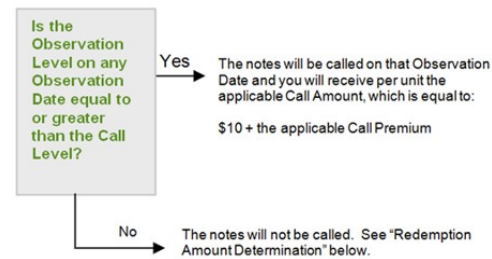 Is the
Observation
Level on any
Observation
Date equal to
or greater
than the Call
Level?
Yes
The notes will be called on that Observation
Date and you will receive per unit the
applicable Call Amount, which is equal to:
$10 + the applicable Call Premium
No
The notes will not be called. See “Redemption
Amount Determination” below.